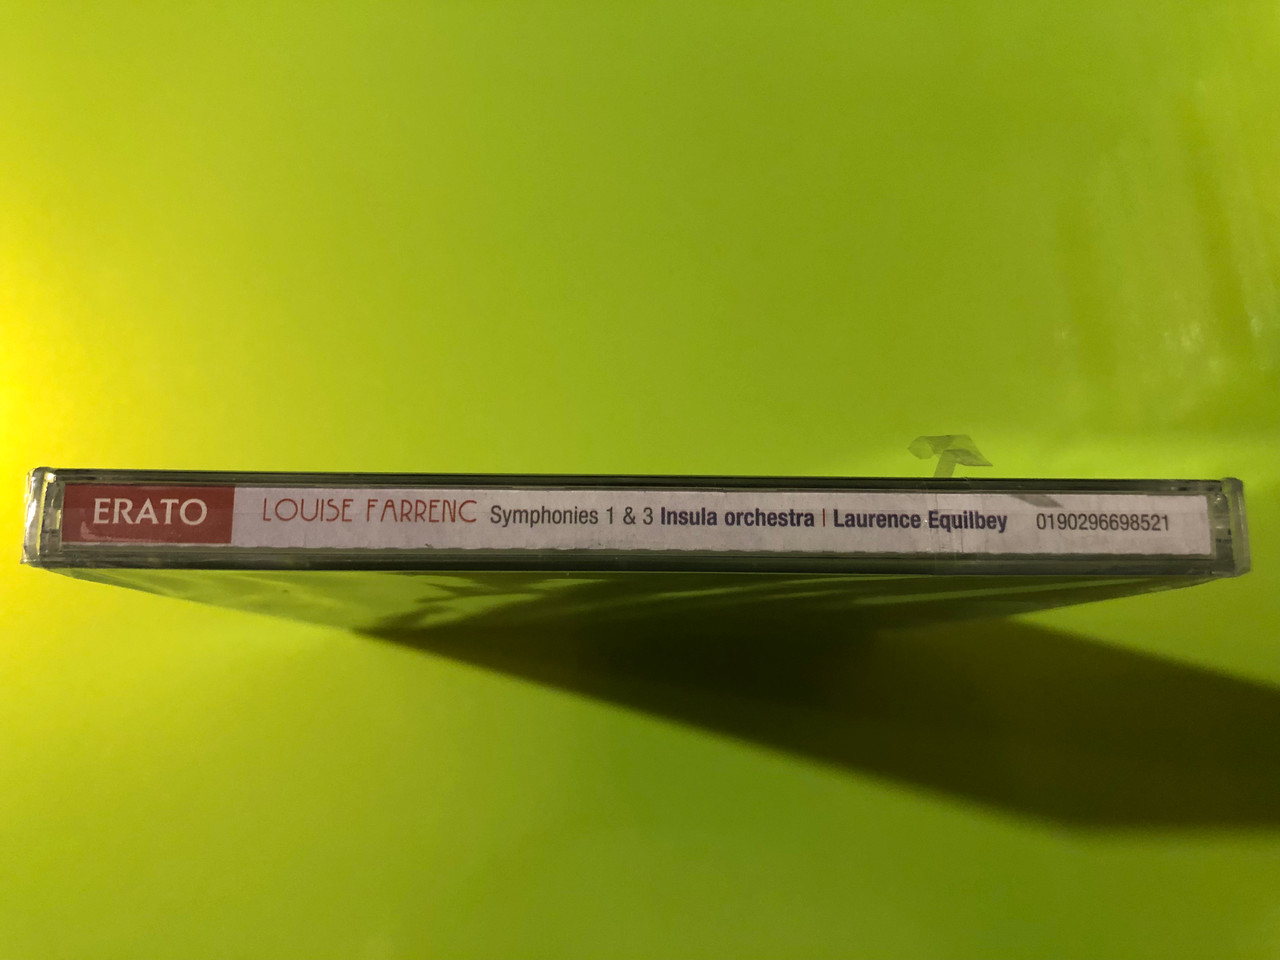 ERATO LOUISE FARRENC Symphonies 1 & 3 Insula orchestra | Laurence Equilbey 0190296698521